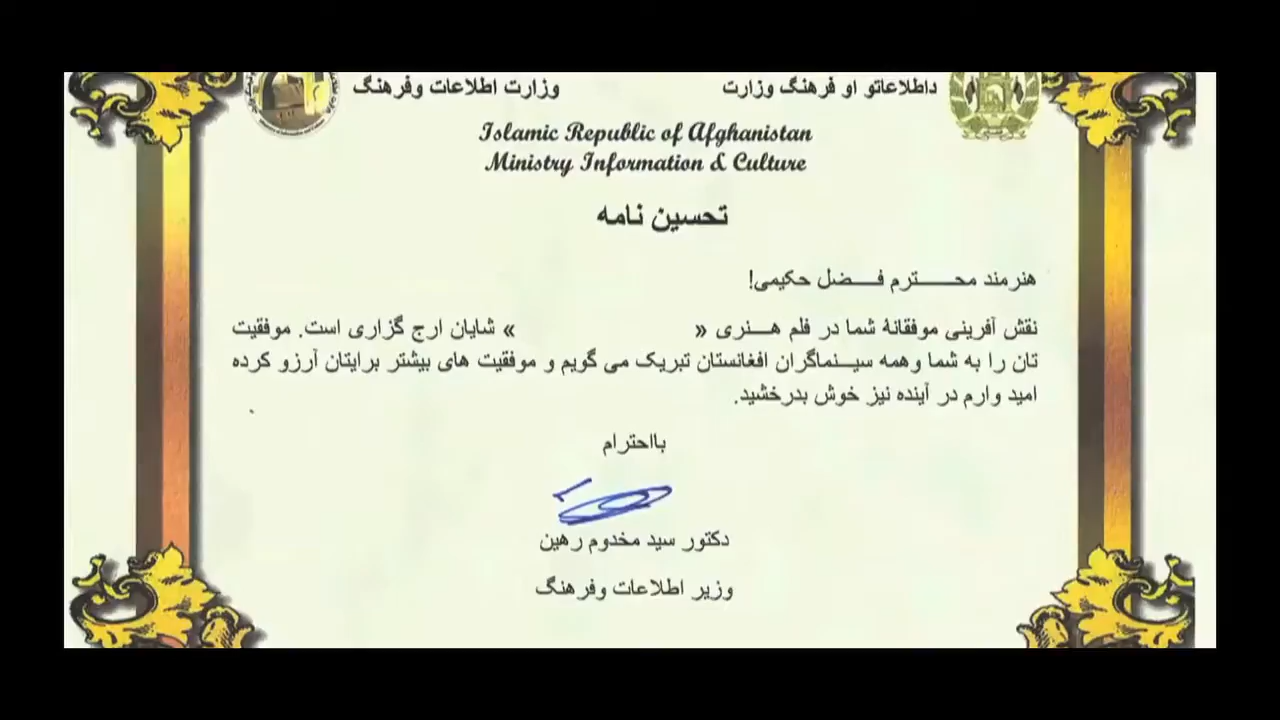 داطلاعاتو او فرهنگ وزارت
وزارت اطلاعات وفرهنگ
Islamic Republic of Afghanistan
Ministry Information & Culture
تحسین نامه
هنرمند محـــــترم فـــضل حکیمی!
نقش آفرینی موفقانۀ شما در فلم هـــنری « » شایان ارج گزاری است. موفقیت
تان را به شما وهمه سیــنماگران افغانستان تبریک می گویم و موفقیت های بیشتر برایتان آرزو کرده
امید وارم در آینده نیز خوش بدرخشید.
بااحترام
دکتور سید مخدوم رهین
وزیر اطلاعات وفرهنگ